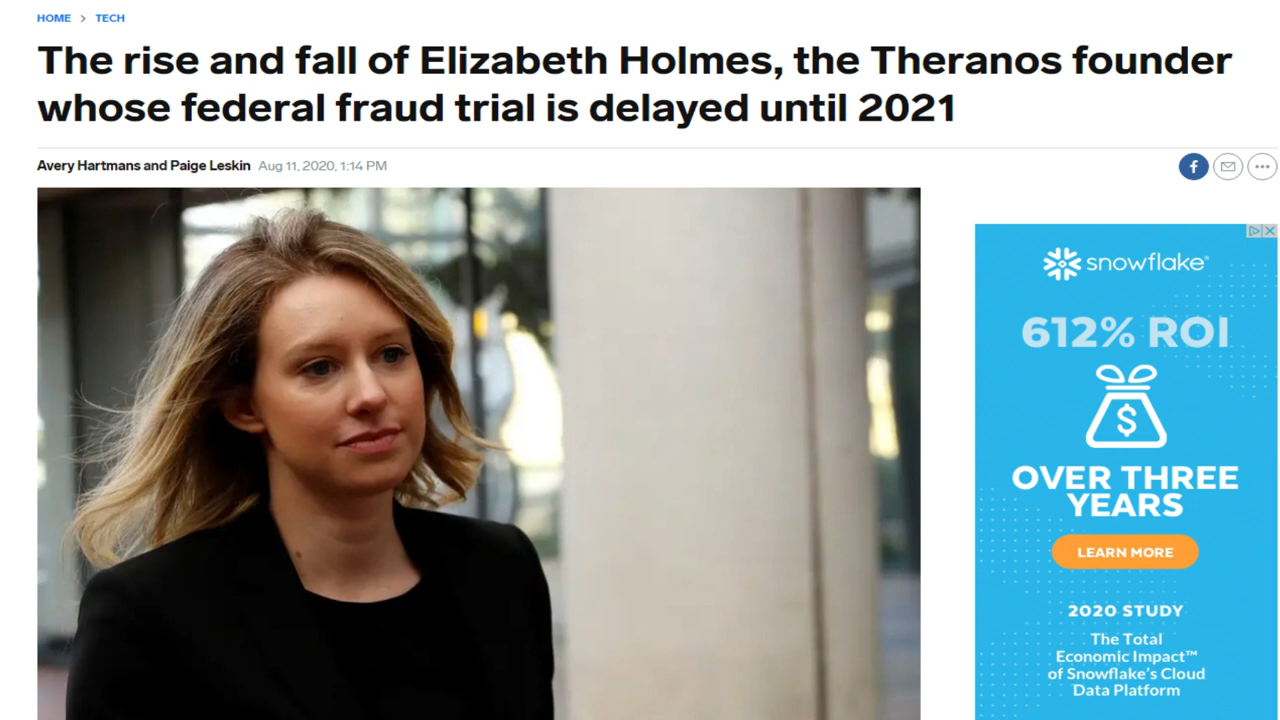 HOME > TECH
The rise and fall of Elizabeth Holmes, the Theranos founder
whose federal fraud trial is delayed until 2021
Avery Hartmans and Paige Leskin Aug 11, 2020, 1:14 PM
snowflake®
612% ROI
$
OVER THREE
YEARS
LEARN MORE
2020 STUDY
The Total
Economic Impact™
of Snowflake's Cloud
Data Platform